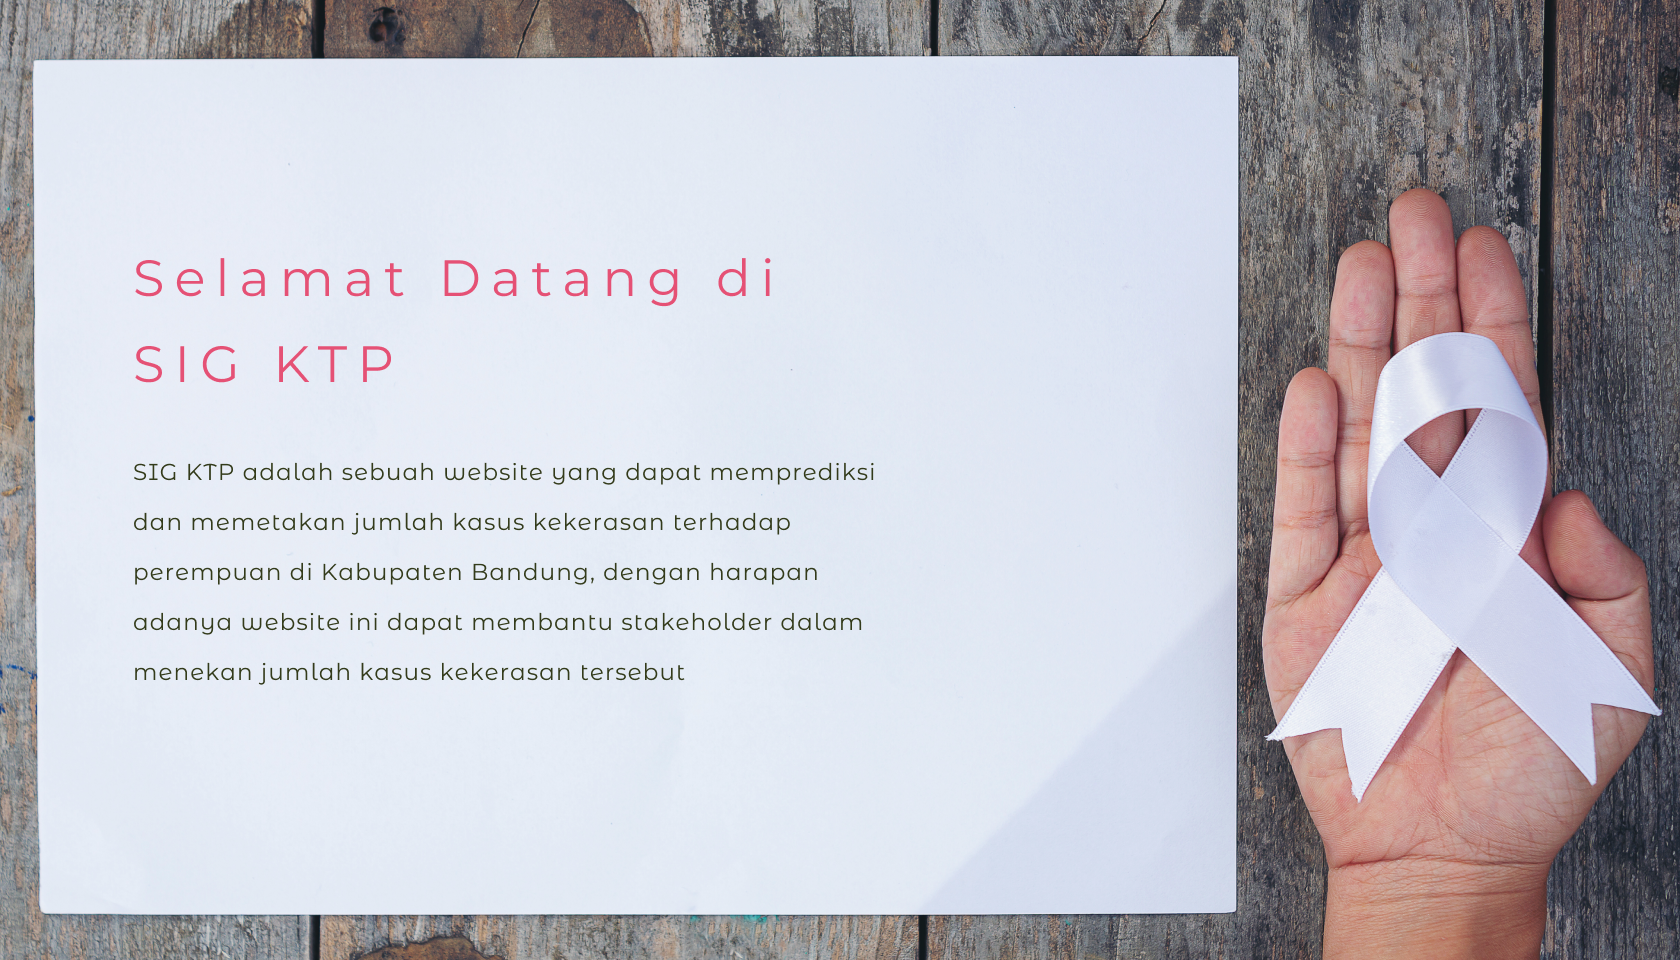 Selamat Datang di
SIG KTP
SIG KTP adalah sebuah website yang dapat memprediksi
dan memetakan jumlah kasus kekerasan terhadap
perempuan di Kabupaten Bandung, dengan harapan
adanya website ini dapat membantu stakeholder dalam
menekan jumlah kasus kekerasan tersebut